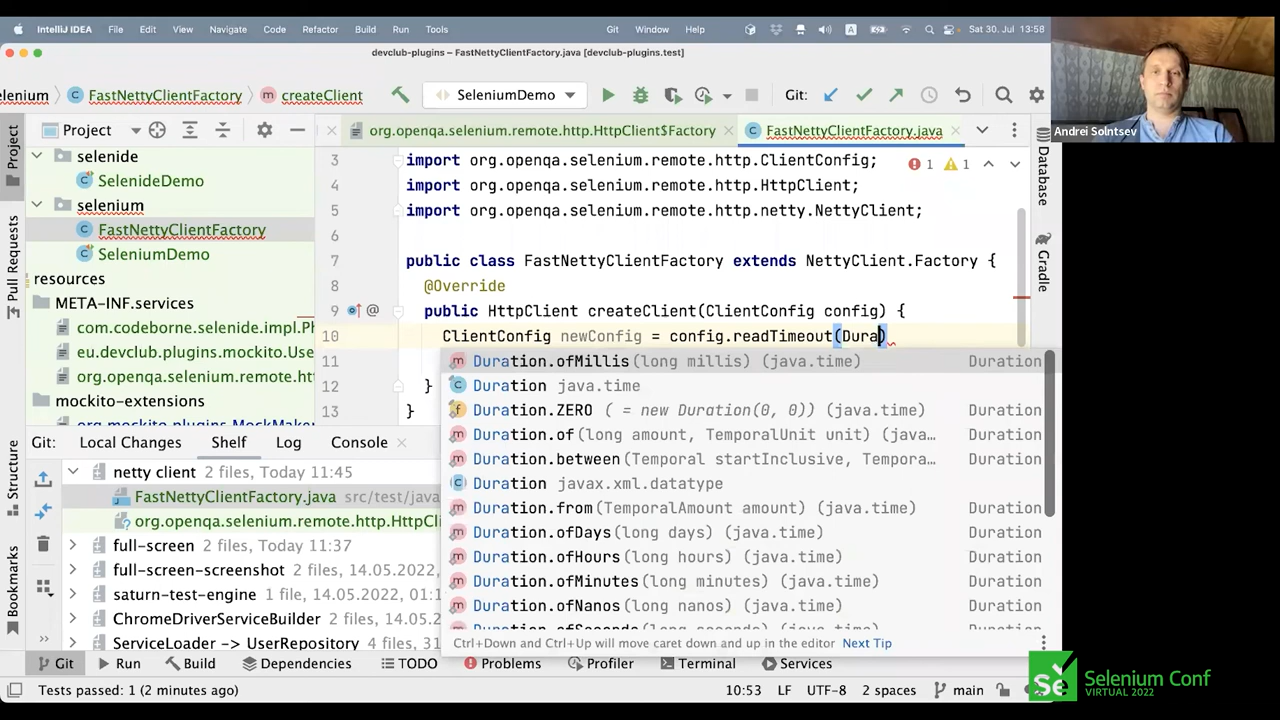 IntelliJ IDEA File Edit View Navigate Code Refactor Build Run Tools Git Window Help Sat 30. Jul 13:58
devclub-plugins – FastNettyClientFactory.java [devclub-plugins.test]
elenium FastNettyClientFactory createClient SeleniumDemo Git:
Andrei Solntsev
Project
org.openqa.selenium.remote.http.HttpClient$Factory
FastNettyClientFactory.java
Project
Pull Requests
Structure
Bookmarks
Database
Gradle
selenide
SelenideDemo
selenium
FastNettyClientFactory
SeleniumDemo
resources
META-INF.services
com.codeborne.selenide.impl.Ph
eu.devclub.plugins.mockito.Use
org.openqa.selenium.remote.htt
mockito-extensions
org.mockito.plugins.MockMaker
1 1
3 import org.openqa.selenium.remote.http.ClientConfig;
4 import org.openqa.selenium.remote.http.HttpClient;
5 import org.openqa.selenium.remote.http.netty.NettyClient;
6
7 public class FastNettyClientFactory extends NettyClient.Factory {
8 @Override
9 @ public HttpClient createClient(ClientConfig config) {
10 ClientConfig newConfig = config.readTimeout(Dura)
11
12 }
13 }
Duration.ofMillis(long millis) (java.time) Duration
Duration java.time
Duration.ZERO ( = new Duration(0, 0)) (java.time) Duration
Duration.of(long amount, TemporalUnit unit) (java… Duration
Duration.between(Temporal startInclusive, Tempora… Duration
Duration javax.xml.datatype
Duration.from(TemporalAmount amount) (java.time) Duration
Duration.ofDays(long days) (java.time) Duration
Duration.ofHours(long hours) (java.time) Duration
Duration.ofMinutes(long minutes) (java.time) Duration
Duration.ofNanos(long nanos) (java.time) Duration
Duration.ofSeconds(long seconds) (java.time) Duration
Ctrl+Down and Ctrl+Up will move caret down and up in the editor Next Tip
Git: Local Changes Shelf Log Console
netty client 2 files, Today 11:45
FastNettyClientFactory.java src/test/java
org.openqa.selenium.remote.http.HttpCl
full-screen 2 files, Today 11:37
full-screen-screenshot 2 files, 14.05.2022,
saturn-test-engine 2 files, 14.05.2022,
ChromeDriverServiceBuilder
ServiceLoader -> UserRepository 4 files, 31
Git Run Build Dependencies TODO Problems Profiler Terminal Services
Tests passed: 1 (2 minutes ago) 10:53 LF UTF-8 2 spaces main
Se
Selenium Conf
VIRTUAL 2022